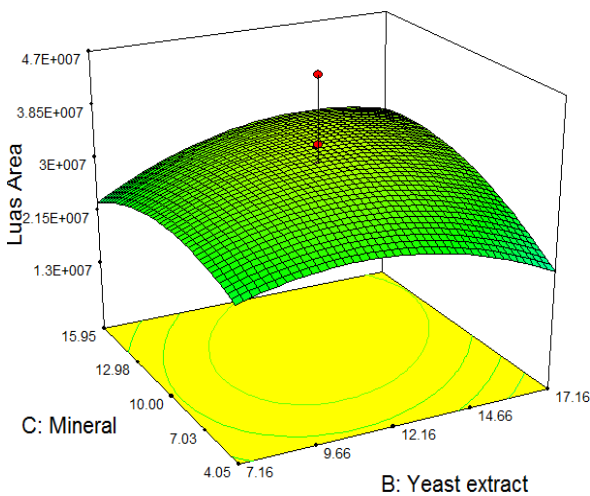 4.7E+007
3.85E+007
3E+007
2.15E+007
1.3E+007
Luas Area
15.95
12.98
10.00
7.03
4.05
C: Mineral
7.16
9.66
12.16
14.66
17.16
B: Yeast extract